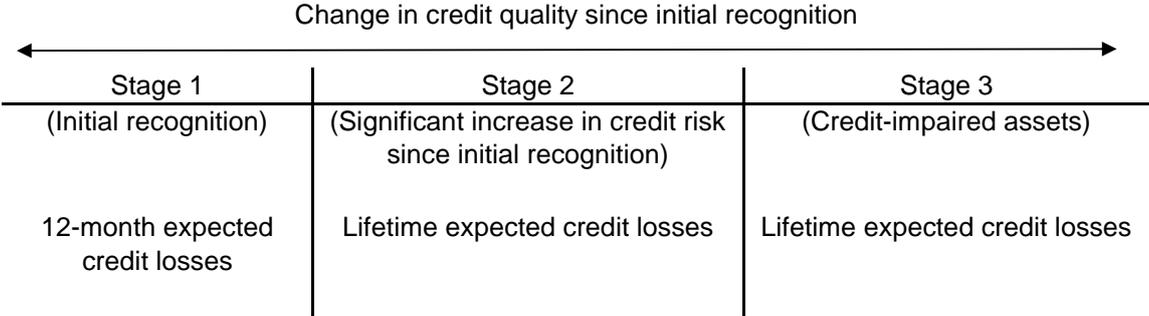 Change in credit quality since initial recognition
Stage 1
Stage 2
Stage 3
(Initial recognition)
(Significant increase in credit risk
since initial recognition)
(Credit-impaired assets)
12-month expected
credit losses
Lifetime expected credit losses
Lifetime expected credit losses